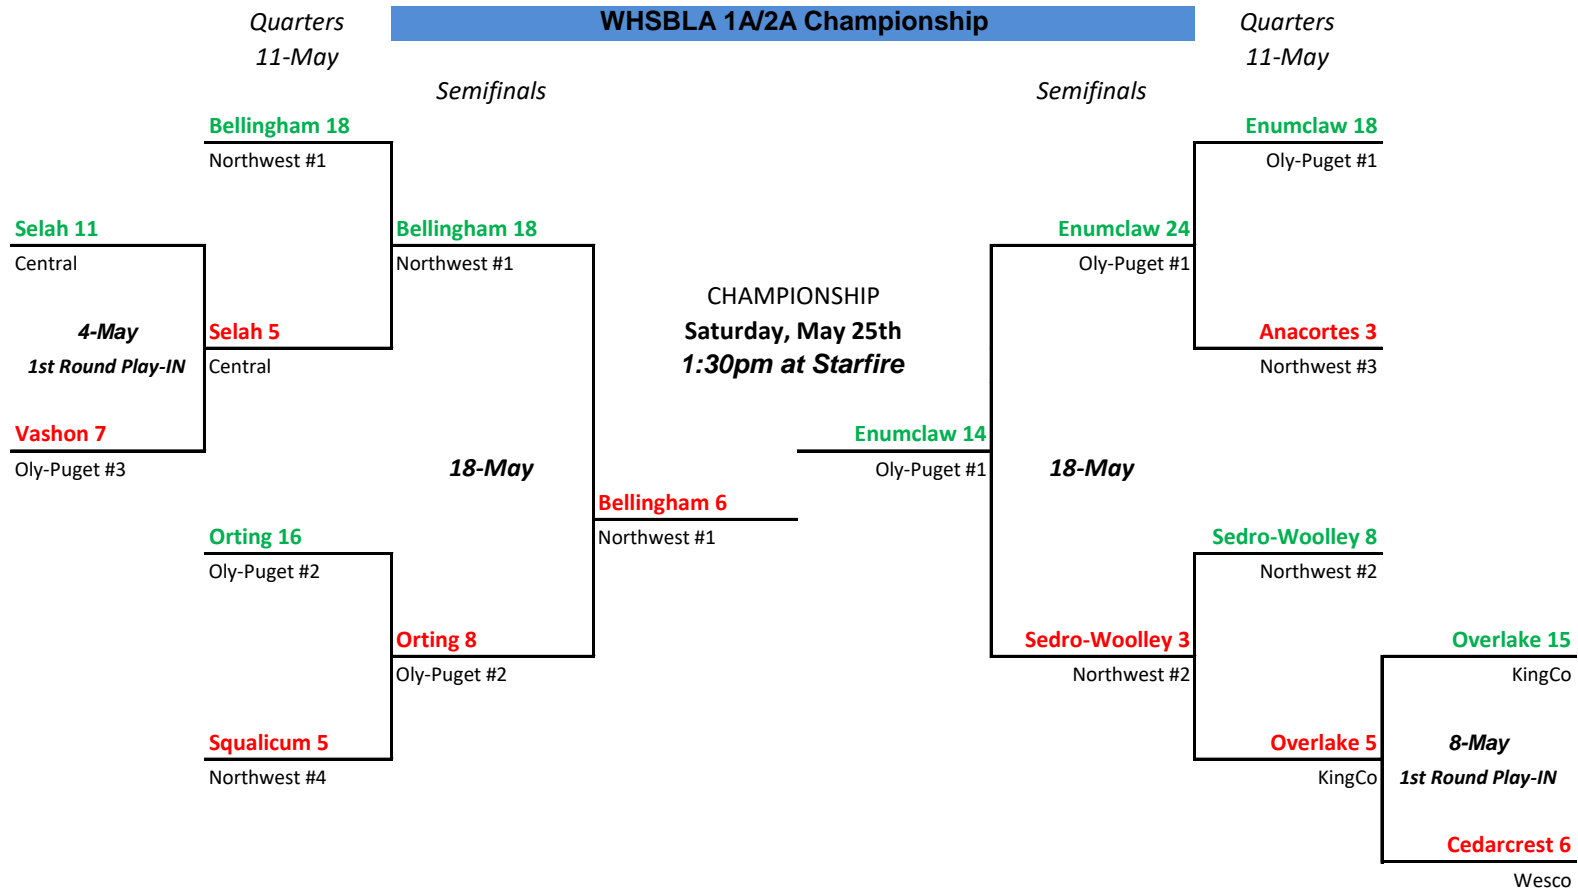 Quarters
11-May
WHSBLA 1A/2A Championship
Quarters
11-May
Semifinals
Semifinals
Bellingham 18
Northwest #1
Enumclaw 18
Oly-Puget #1
Selah 11
Central
Bellingham 18
Northwest #1
Enumclaw 24
Oly-Puget #1
CHAMPIONSHIP
Saturday, May 25th
1:30pm at Starfire
4-May
1st Round Play-IN
Selah 5
Central
Anacortes 3
Northwest #3
Vashon 7
Oly-Puget #3
18-May
Enumclaw 14
Oly-Puget #1
18-May
Bellingham 6
Northwest #1
Orting 16
Oly-Puget #2
Sedro-Woolley 8
Northwest #2
Orting 8
Oly-Puget #2
Sedro-Woolley 3
Northwest #2
Overlake 15
KingCo
Squalicum 5
Northwest #4
Overlake 5
KingCo
8-May
1st Round Play-IN
Cedarcrest 6
Wesco